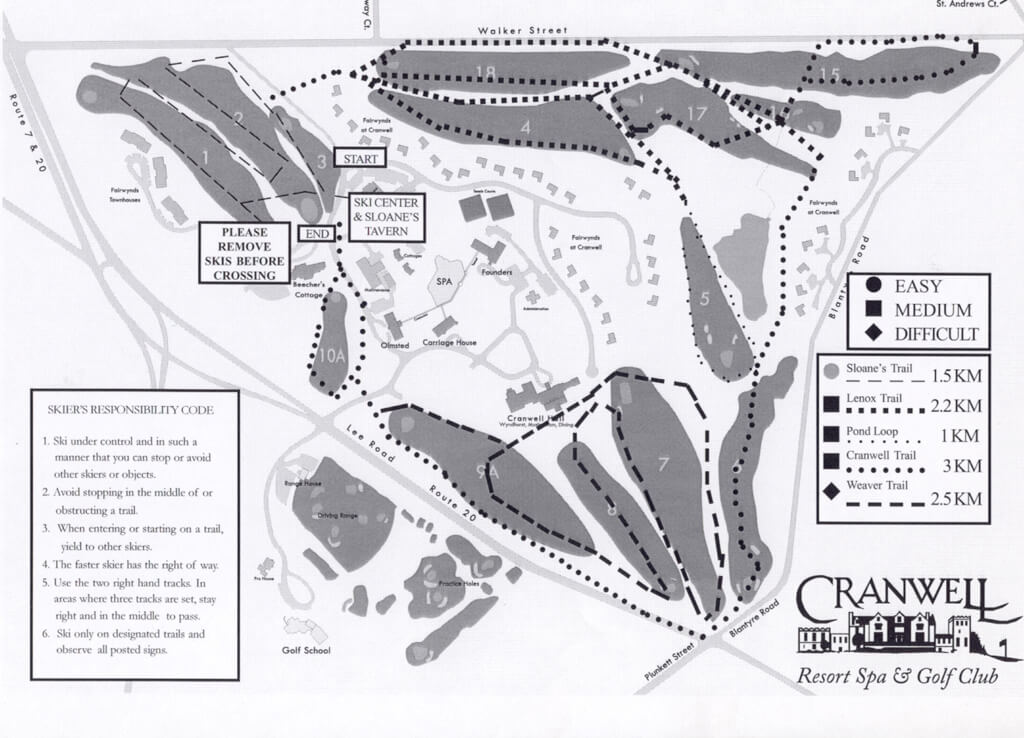 St. Andrews Ct.
way Ct.
Walker Street
Route 7 & 20
18
15
2
17
16
4
1
3
Fairwynds
at Cranwell
START
Fairwynds
Townhouses
SKI CENTER
& SLOANE'S
TAVERN
Tennis Courts
Fairwynds
at Cranwell
PLEASE
REMOVE
SKIS BEFORE
CROSSING
END
Fairwynds
at Cranwell
Cottages
Founders
SPA
Beecher's
Cottage
Maintenance
Administration
5
Blantyre Road
EASY
MEDIUM
DIFFICULT
10A
Olmsted
Carriage House
Sloane's Trail
1.5 KM
Lenox Trail
2.2 KM
Pond Loop
1 KM
Cranwell Trail
3 KM
Weaver Trail
2.5 KM
Cranwell Hall
Wyndhurst, Music Room, Dining
Lee Road
Route 20
9A
8
7
SKIER'S RESPONSIBILITY CODE
1. Ski under control and in such a
manner that you can stop or avoid
other skiers or objects.
2. Avoid stopping in the middle of or
obstructing a trail.
3. When entering or starting on a trail,
yield to other skiers.
4. The faster skier has the right of way.
5. Use the two right hand tracks. In
areas where three tracks are set, stay
right and in the middle to pass.
6. Ski only on designated trails and
observe all posted signs.
Range House
Driving Range
Pro House
Practice Holes
Golf School
Plunkett Street
Blantyre Road
CRANWELL
Resort Spa & Golf Club